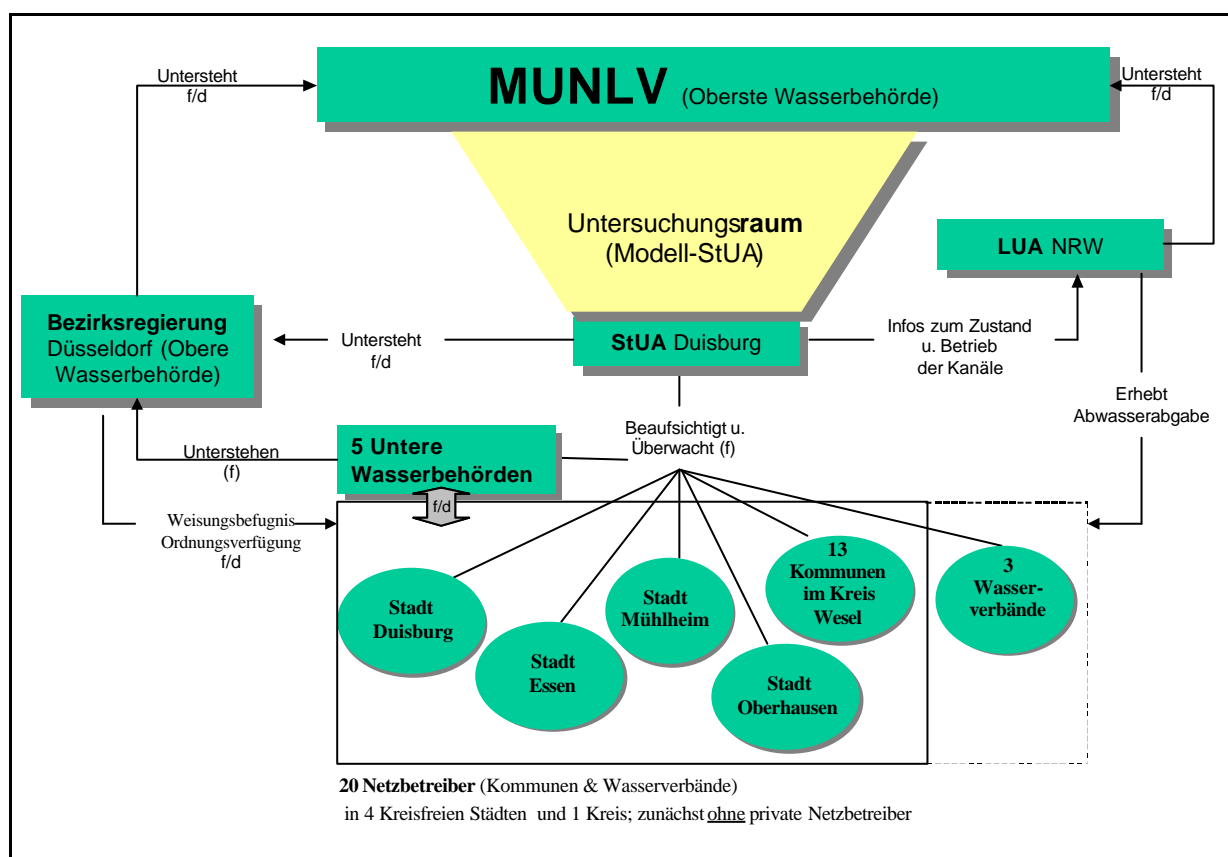 Untersteht
f/d
MUNLV (Oberste Wasserbehörde)
Untersteht
f/d
Untersuchungsraum
(Modell-StUA)
LUA NRW
Bezirksregierung
Düsseldorf (Obere
Wasserbehörde)
Untersteht
f/d
StUA Duisburg
Infos zum Zustand
u. Betrieb
der Kanäle
Erhebt
Abwasserabgabe
Beaufsichtigt u.
Überwacht (f)
Unterstehen
(f)
5 Untere
Wasserbehörden
f/d
Weisungsbefugnis
Ordnungsverfügung
f/d
Stadt
Duisburg
Stadt
Essen
Stadt
Mühlheim
Stadt
Oberhausen
13
Kommunen
im Kreis
Wesel
3
Wasser-
verbände
20 Netzbetreiber (Kommunen & Wasserverbände)
in 4 Kreisfreien Städten und 1 Kreis; zunächst ohne private Netzbetreiber